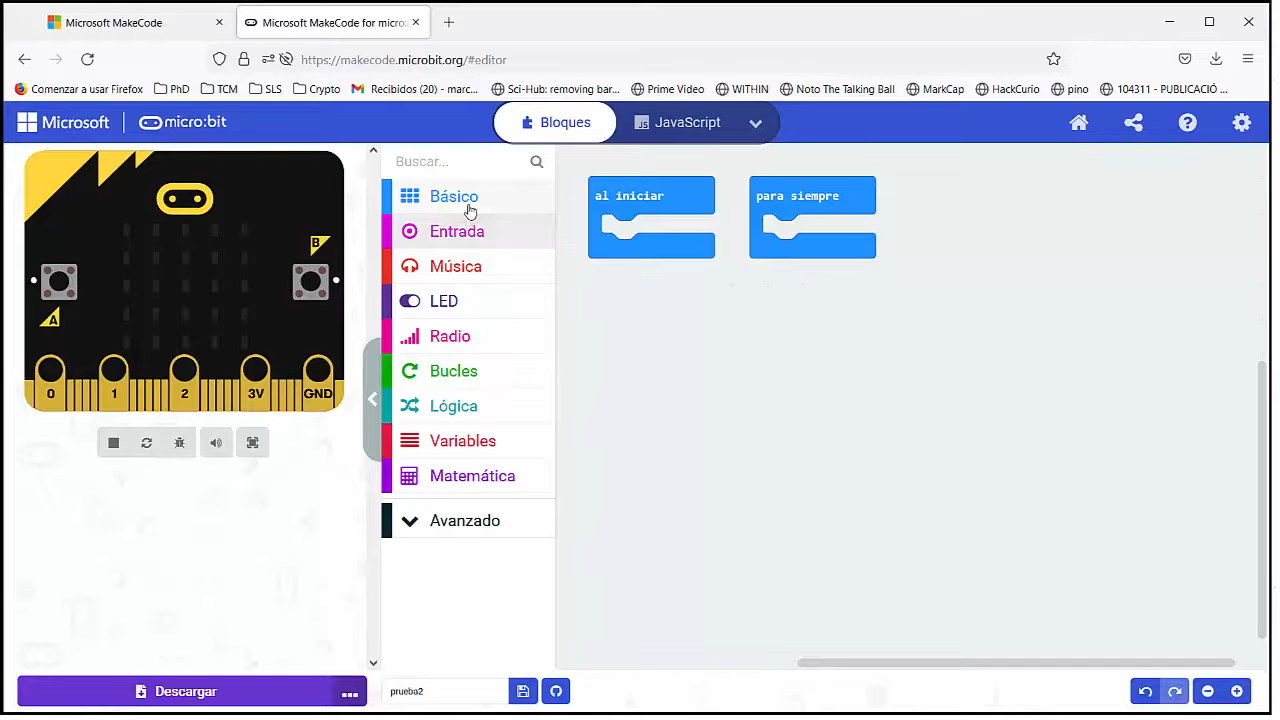 Microsoft MakeCode
Microsoft MakeCode for micro:
https://makecode.microbit.org/#editor
Comenzar a usar Firefox
PhD
TCM
SLS
Crypto
Recibidos (20) - marc...
Sci-Hub: removing bar...
Prime Video
WITHIN
Noto The Talking Ball
MarkCap
HackCurio
pino
104311 - PUBLICACIÓ ...
Microsoft
micro:bit
Bloques
JS
JavaScript
Buscar...
Básico
Entrada
Música
LED
Radio
Bucles
Lógica
Variables
Matemática
Avanzado
al iniciar
para siempre
B
A
0
1
2
3V
GND
Descargar
...
prueba2